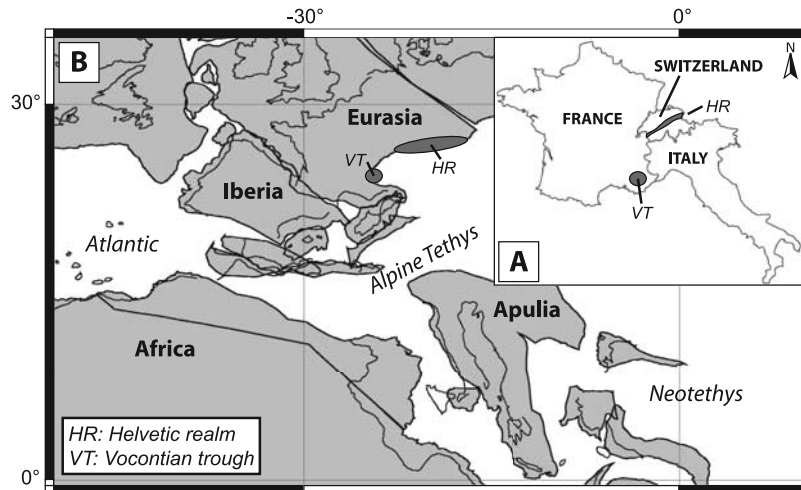 -30°
0°
B
30°
Eurasia
VT
HR
Iberia
Atlantic
Alpine Tethys
Apulia
Africa
Neotethys
HR: Helvetic realm
VT: Vocontian trough
0°
N
SWITZERLAND
HR
FRANCE
ITALY
VT
A